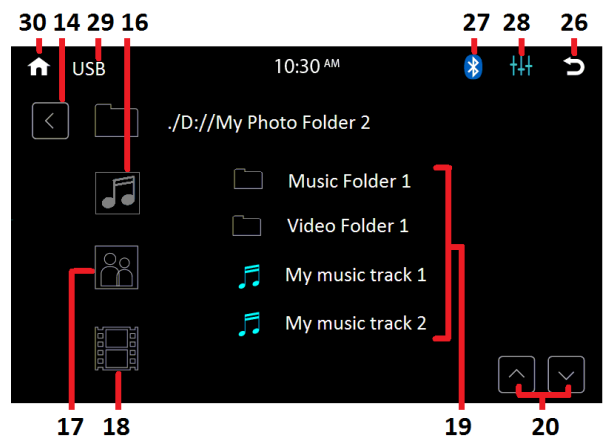 30 14 29 16 27 28 26
USB 10:30 AM
./D://My Photo Folder 2
Music Folder 1
Video Folder 1
My music track 1
My music track 2
17 18 19 20